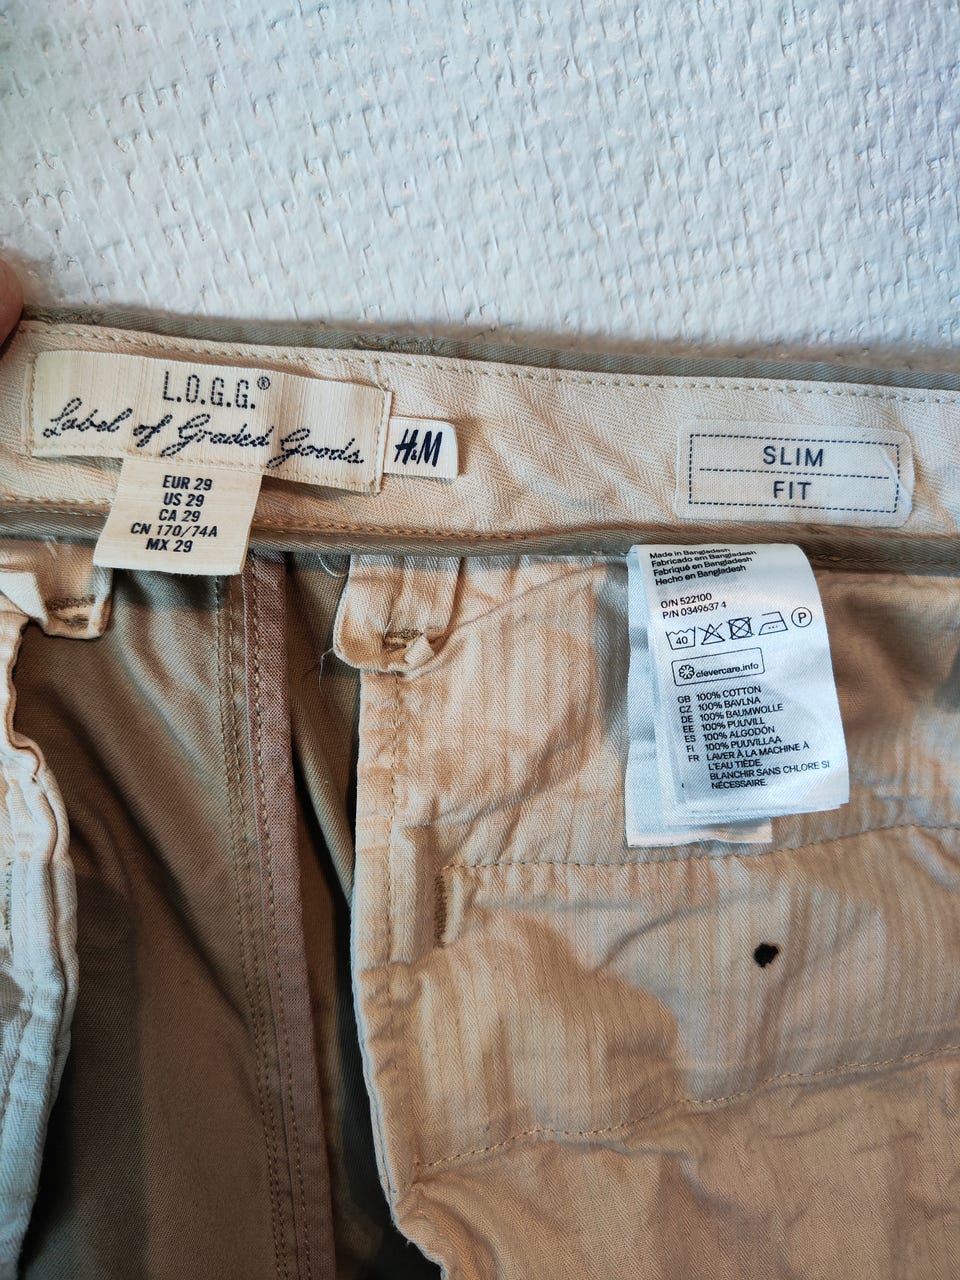 L.O.G.G.®
Label of Graded Goods
H&M
EUR 29
US 29
CA 29
CN 170/74A
MX 29
SLIM
FIT
Made in Bangladesh
Fabricado em Bangladesh
Fabriqué en Bangladesh
Hecho en Bangladesh
O/N 522100
P/N 0349637 4
40
P
clevercare.info
GB 100% COTTON
CZ 100% BAVLNA
DE 100% BAUMWOLLE
EE 100% PUUVILL
ES 100% ALGODÓN
FI 100% PUUVILLAA
FR LAVER À LA MACHINE À
L'EAU TIÈDE.
BLANCHIR SANS CHLORE SI
NÉCESSAIRE.